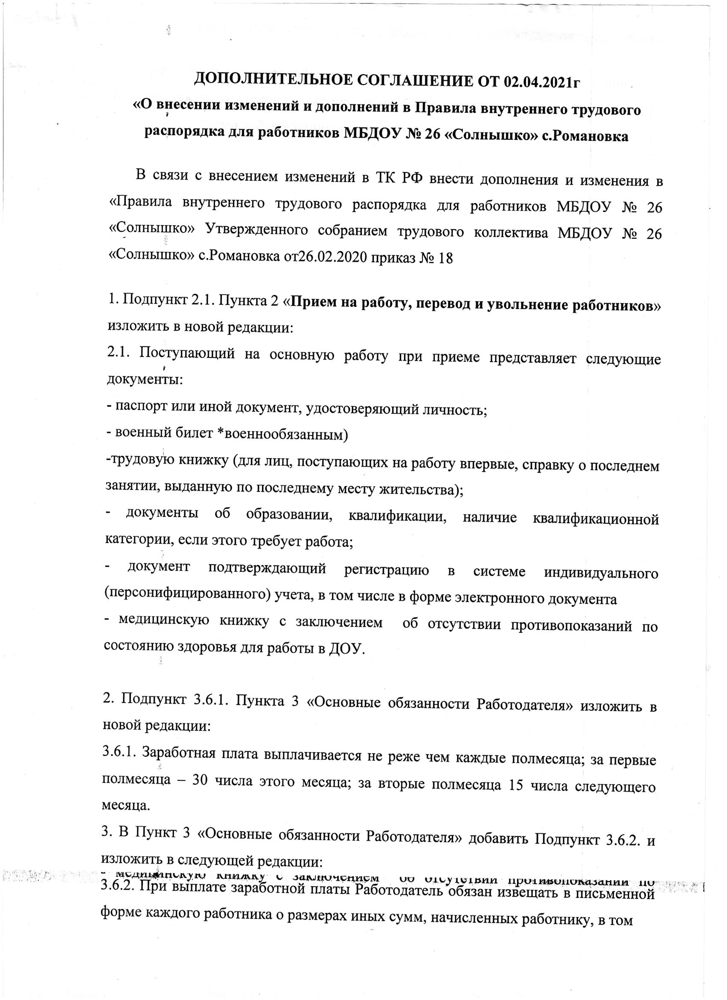 ДОПОЛНИТЕЛЬНОЕ СОГЛАШЕНИЕ ОТ 02.04.2021г
«О внесении изменений и дополнений в Правила внутреннего трудового
распорядка для работников МБДОУ № 26 «Солнышко» с.Романовка
В связи с внесением изменений в ТК РФ внести дополнения и изменения в
«Правила внутреннего трудового распорядка для работников МБДОУ № 26
«Солнышко» Утвержденного собранием трудового коллектива МБДОУ № 26
«Солнышко» с.Романовка от26.02.2020 приказ № 18
1. Подпункт 2.1. Пункта 2 «Прием на работу, перевод и увольнение работников»
изложить в новой редакции:
2.1. Поступающий на основную работу при приеме представляет следующие
документы:
- паспорт или иной документ, удостоверяющий личность;
- военный билет *военнообязанным)
-трудовую книжку (для лиц, поступающих на работу впервые, справку о последнем
занятии, выданную по последнему месту жительства);
- документы об образовании, квалификации, наличие квалификационной
категории, если этого требует работа;
- документ подтверждающий регистрацию в системе индивидуального
(персонифицированного) учета, в том числе в форме электронного документа
- медицинскую книжку с заключением об отсутствии противопоказаний по
состоянию здоровья для работы в ДОУ.
2. Подпункт 3.6.1. Пункта 3 «Основные обязанности Работодателя» изложить в
новой редакции:
3.6.1. Заработная плата выплачивается не реже чем каждые полмесяца; за первые
полмесяца – 30 числа этого месяца; за вторые полмесяца 15 числа следующего
месяца.
3. В Пункт 3 «Основные обязанности Работодателя» добавить Подпункт 3.6.2. и
изложить в следующей редакции:
- медицинскую книжку с заключением об отсутствии противопоказаний по
3.6.2. При выплате заработной платы Работодатель обязан извещать в письменной
форме каждого работника о размерах иных сумм, начисленных работнику, в том